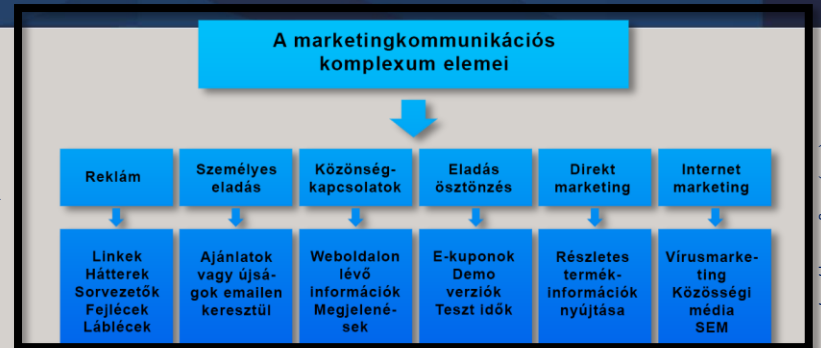 A marketingkommunikációs
komplexum elemei
Reklám
Személyes
eladás
Közönség-
kapcsolatok
Eladás
ösztönzés
Direkt
marketing
Internet
marketing
Linkek
Hátterek
Sorvezetők
Fejlécek
Láblécek
Ajánlatok
vagy újsá-
gok emailen
keresztül
Weboldalon
lévő
információk
Megjelené-
sek
E-kuponok
Demo
verziók
Teszt idők
Részletes
termék-
információk
nyújtása
Vírusmarke-
ting
Közösségi
média
SEM